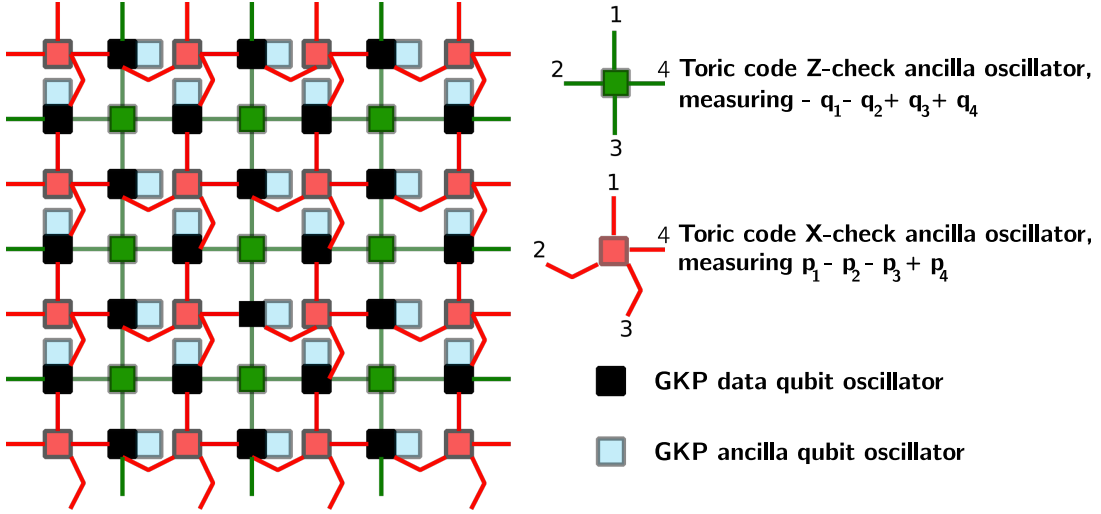 1
2
4 Toric code Z-check ancilla oscillator,
measuring - q₁- q₂+ q₃+ q₄
3
1
2
4 Toric code X-check ancilla oscillator,
measuring p₁- p₂- p₃+ p₄
3
GKP data qubit oscillator
GKP ancilla qubit oscillator